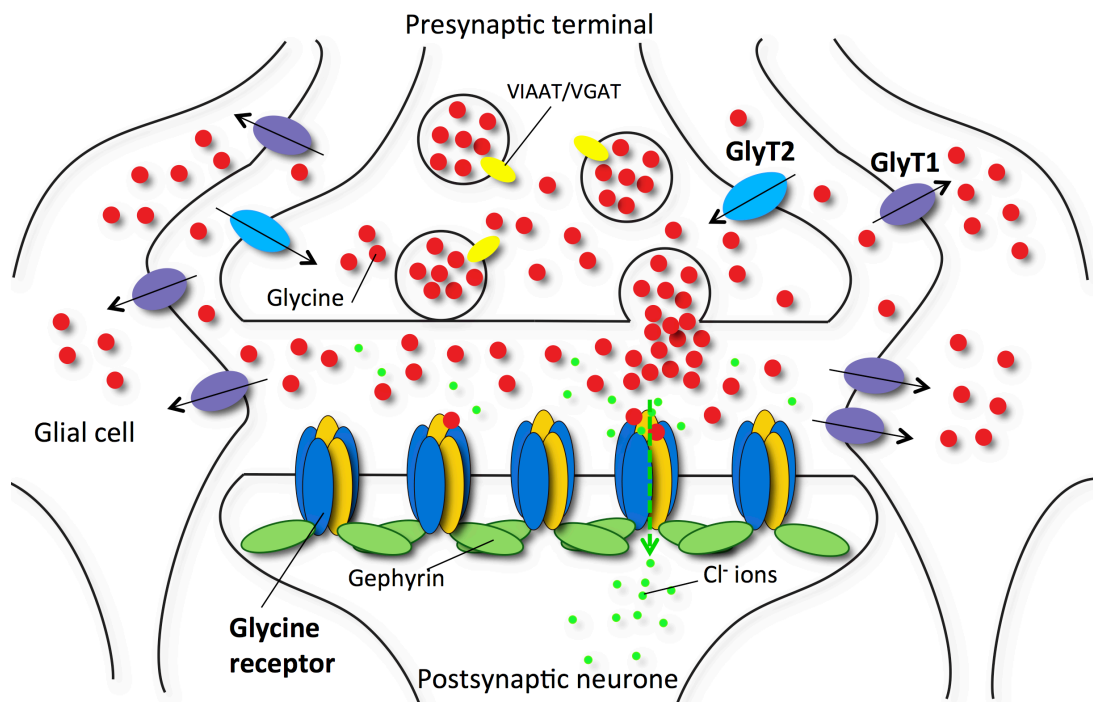 Presynaptic terminal
VIAAT/VGAT
GlyT2
GlyT1
Glycine
Glial cell
Gephyrin
Cl⁻ ions
Glycine
receptor
Postsynaptic neurone